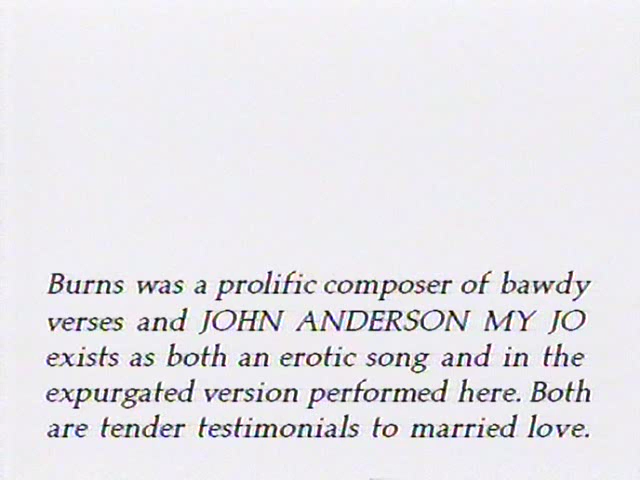 Burns was a prolific composer of bawdy
verses and JOHN ANDERSON MY JO
exists as both an erotic song and in the
expurgated version performed here. Both
are tender testimonials to married love.